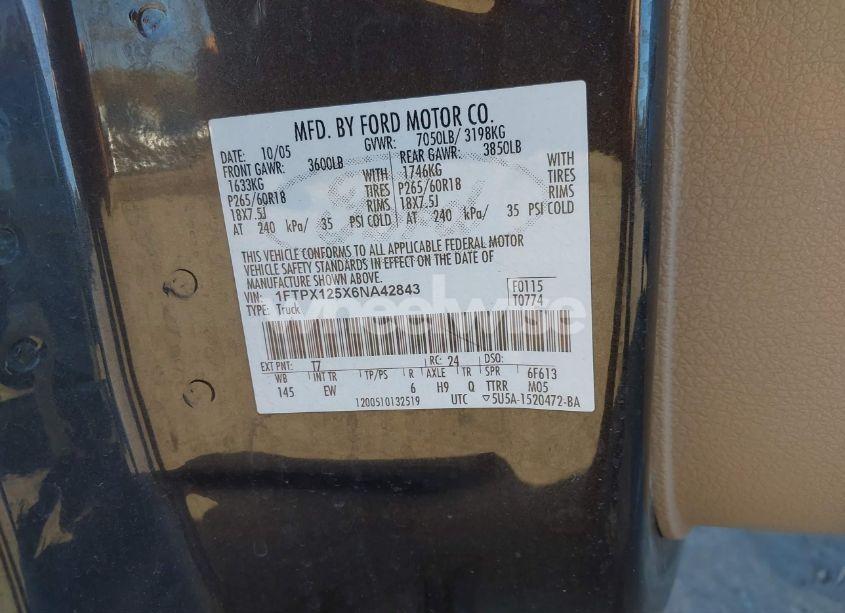 MFD. BY FORD MOTOR CO.
DATE: 10/05 GVWR: 7050LB/ 3198KG
FRONT GAWR: 3600LB REAR GAWR: 3850LB
1633KG WITH 1746KG WITH
P265/60R18 TIRES P265/60R18 TIRES
18X7.5J RIMS 18X7.5J RIMS
AT 240 kPa/ 35 PSI COLD AT 240 kPa/ 35 PSI COLD
Ford
THIS VEHICLE CONFORMS TO ALL APPLICABLE FEDERAL MOTOR
VEHICLE SAFETY STANDARDS IN EFFECT ON THE DATE OF
MANUFACTURE SHOWN ABOVE.
VIN: 1FTPX125X6NA42843 F0115
TYPE: Truck T0774
wheelwise
EXT PNT: T7 RC: 24 DSO:
WB INT TR TP/PS R AXLE TR SPR 6F613
145 EW 6 H9 Q TTRR M05
1200510132519 UTC ▽5U5A-1520472-BA